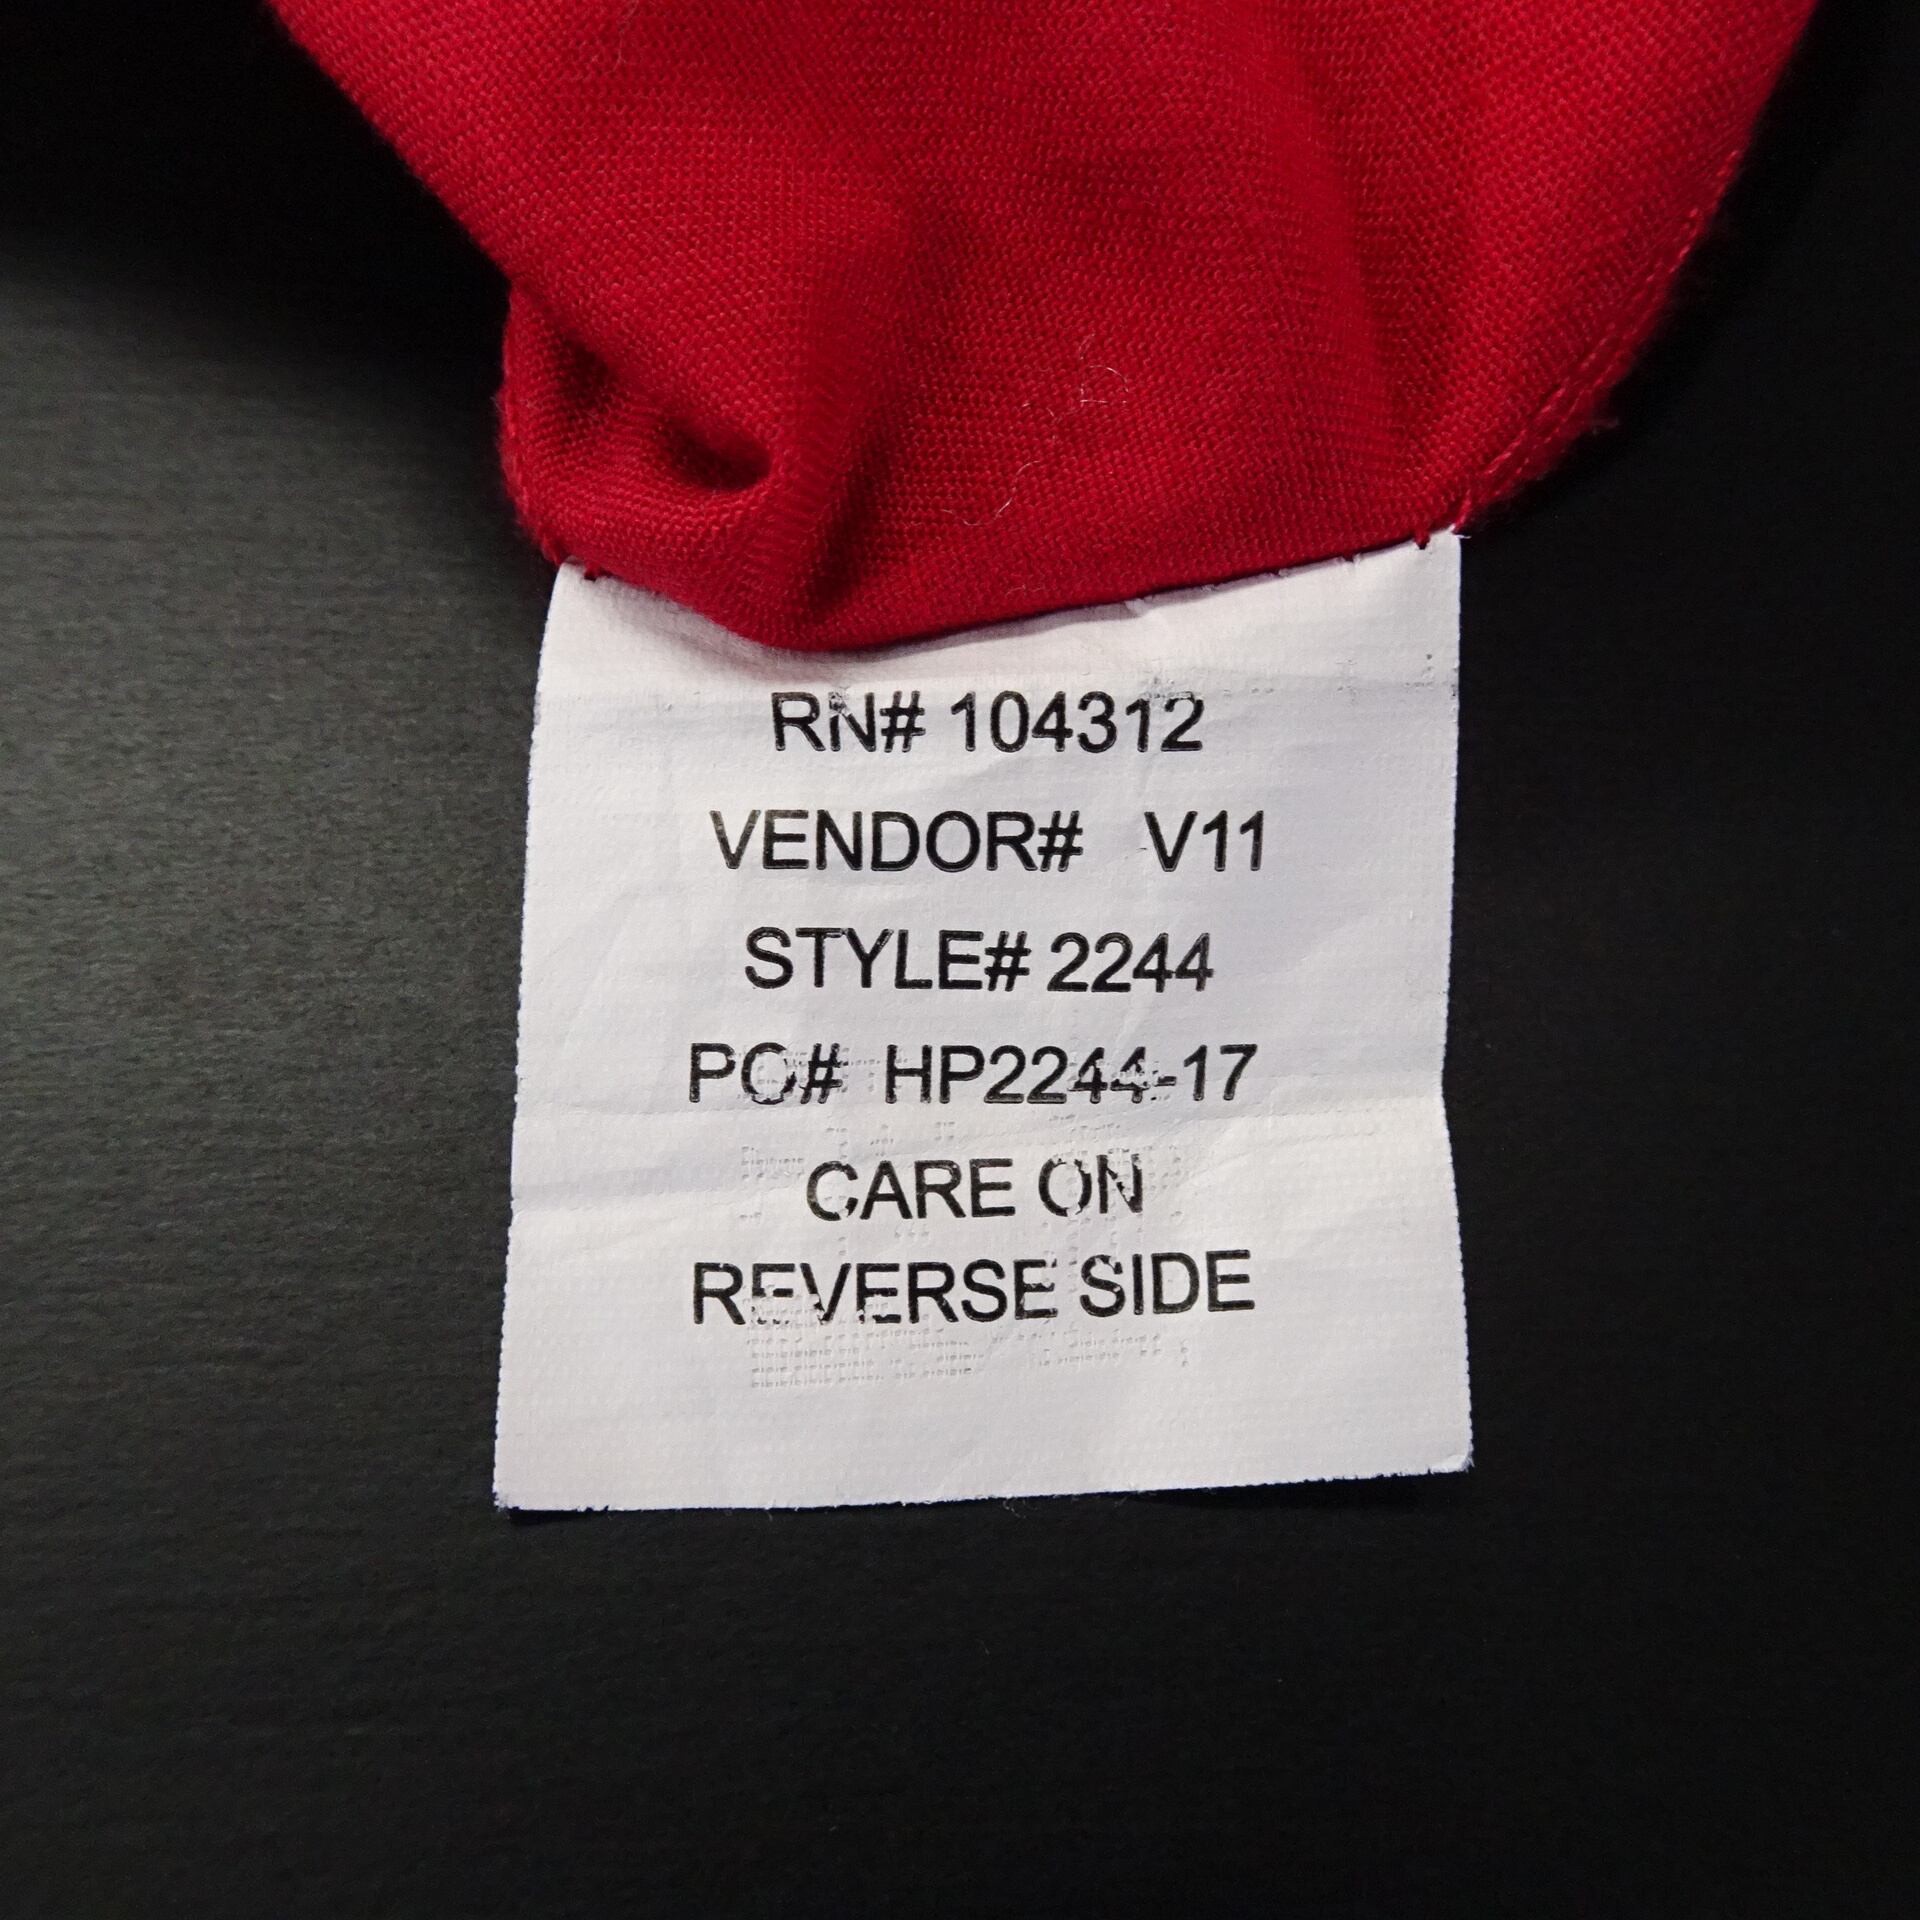 RN# 104312
VENDOR# V11
STYLE# 2244
PO# HP2244-17
CARE ON
REVERSE SIDE